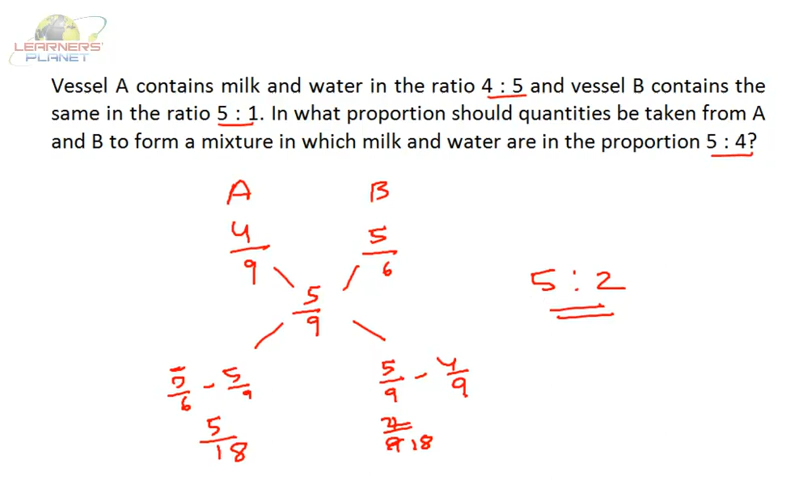 LEARNERS'
PLANET
Vessel A contains milk and water in the ratio 4 : 5 and vessel B contains the
same in the ratio 5 : 1. In what proportion should quantities be taken from A
and B to form a mixture in which milk and water are in the proportion 5 : 4?
A B
4/9 5/6
5/9
5 : 2
5/6 - 5/9 5/9 - 4/9
5/18 2/18